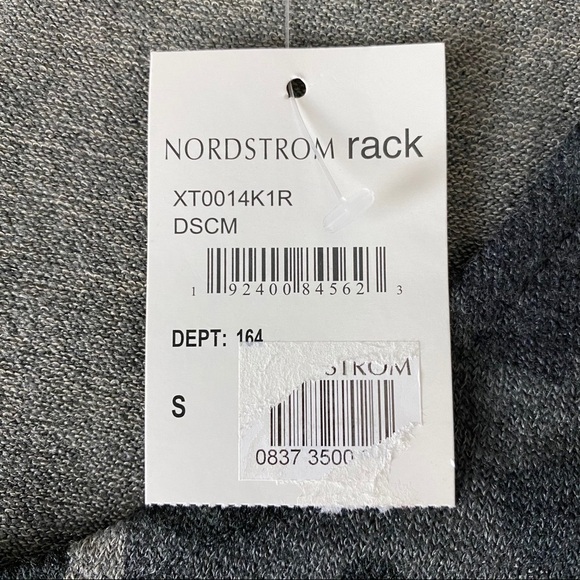 NORDSTROM rack
XT0014K1R
DSCM
1 92400 84562 3
DEPT: 164
STROM
S
0837 3500